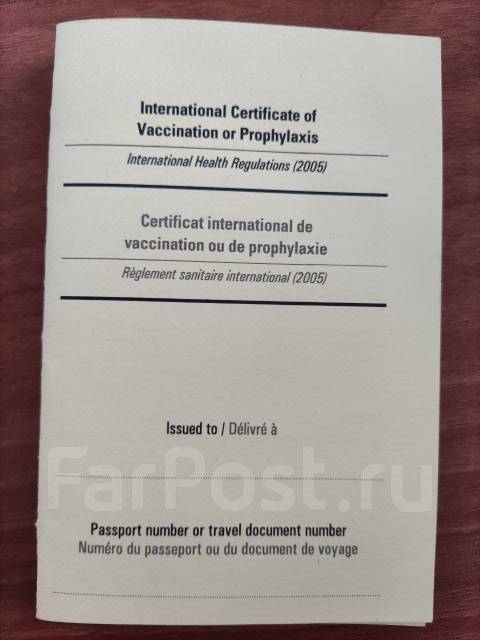 International Certificate of
Vaccination or Prophylaxis
International Health Regulations (2005)
Certificat international de
vaccination ou de prophylaxie
Règlement sanitaire international (2005)
Issued to / Délivré à
FarPost.ru
Passport number or travel document number
Numéro du passeport ou du document de voyage